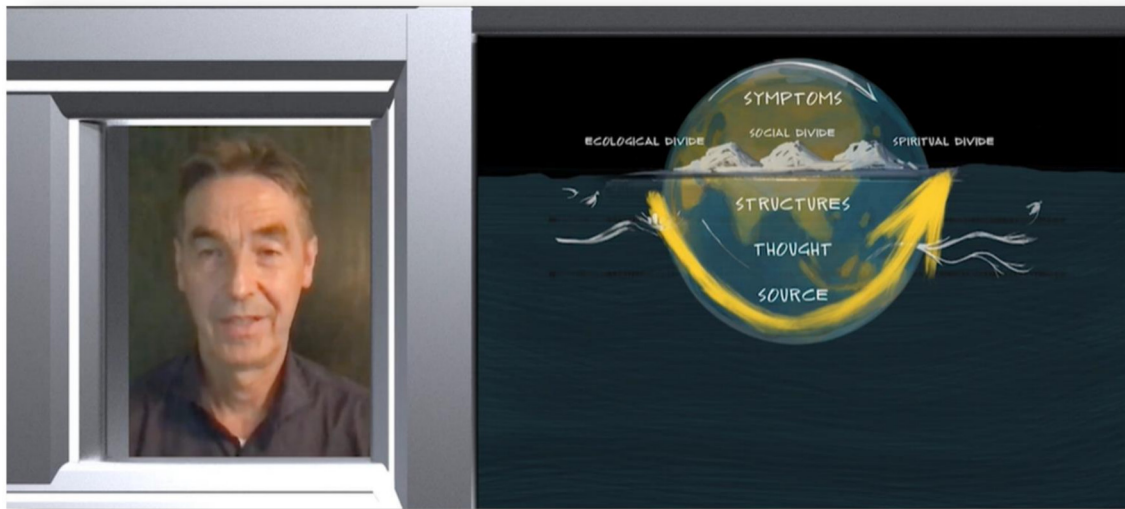 SYMPTOMS
ECOLOGICAL DIVIDE
SOCIAL DIVIDE
SPIRITUAL DIVIDE
STRUCTURES
THOUGHT
SOURCE